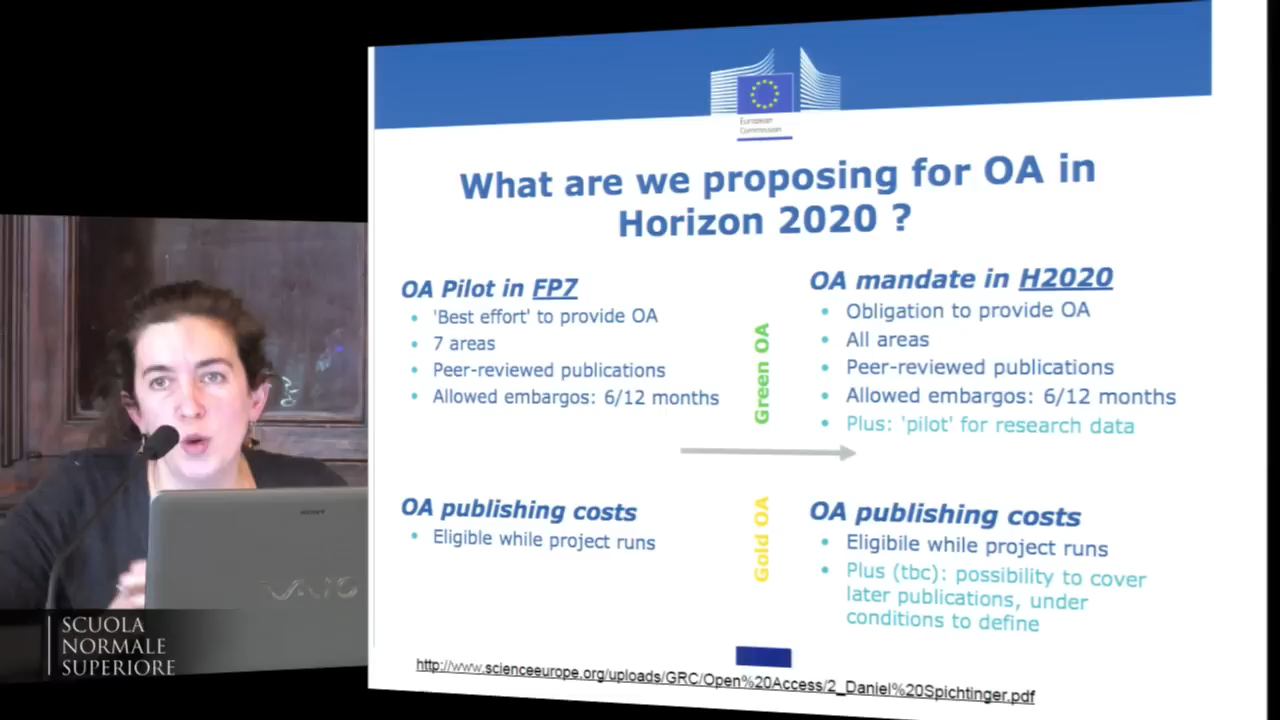 European
Commission
What are we proposing for OA in
Horizon 2020 ?
OA Pilot in FP7
'Best effort' to provide OA
7 areas
Peer-reviewed publications
Allowed embargos: 6/12 months
Green OA
OA mandate in H2020
Obligation to provide OA
All areas
Peer-reviewed publications
Allowed embargos: 6/12 months
Plus: 'pilot' for research data
OA publishing costs
Eligible while project runs
Gold OA
OA publishing costs
Eligibile while project runs
Plus (tbc): possibility to cover
later publications, under
conditions to define
http://www.scienceeurope.org/uploads/GRC/Open%20Access/2_Daniel%20Spichtinger.pdf
SONY
VAIO
SCUOLA
NORMALE
SUPERIORE